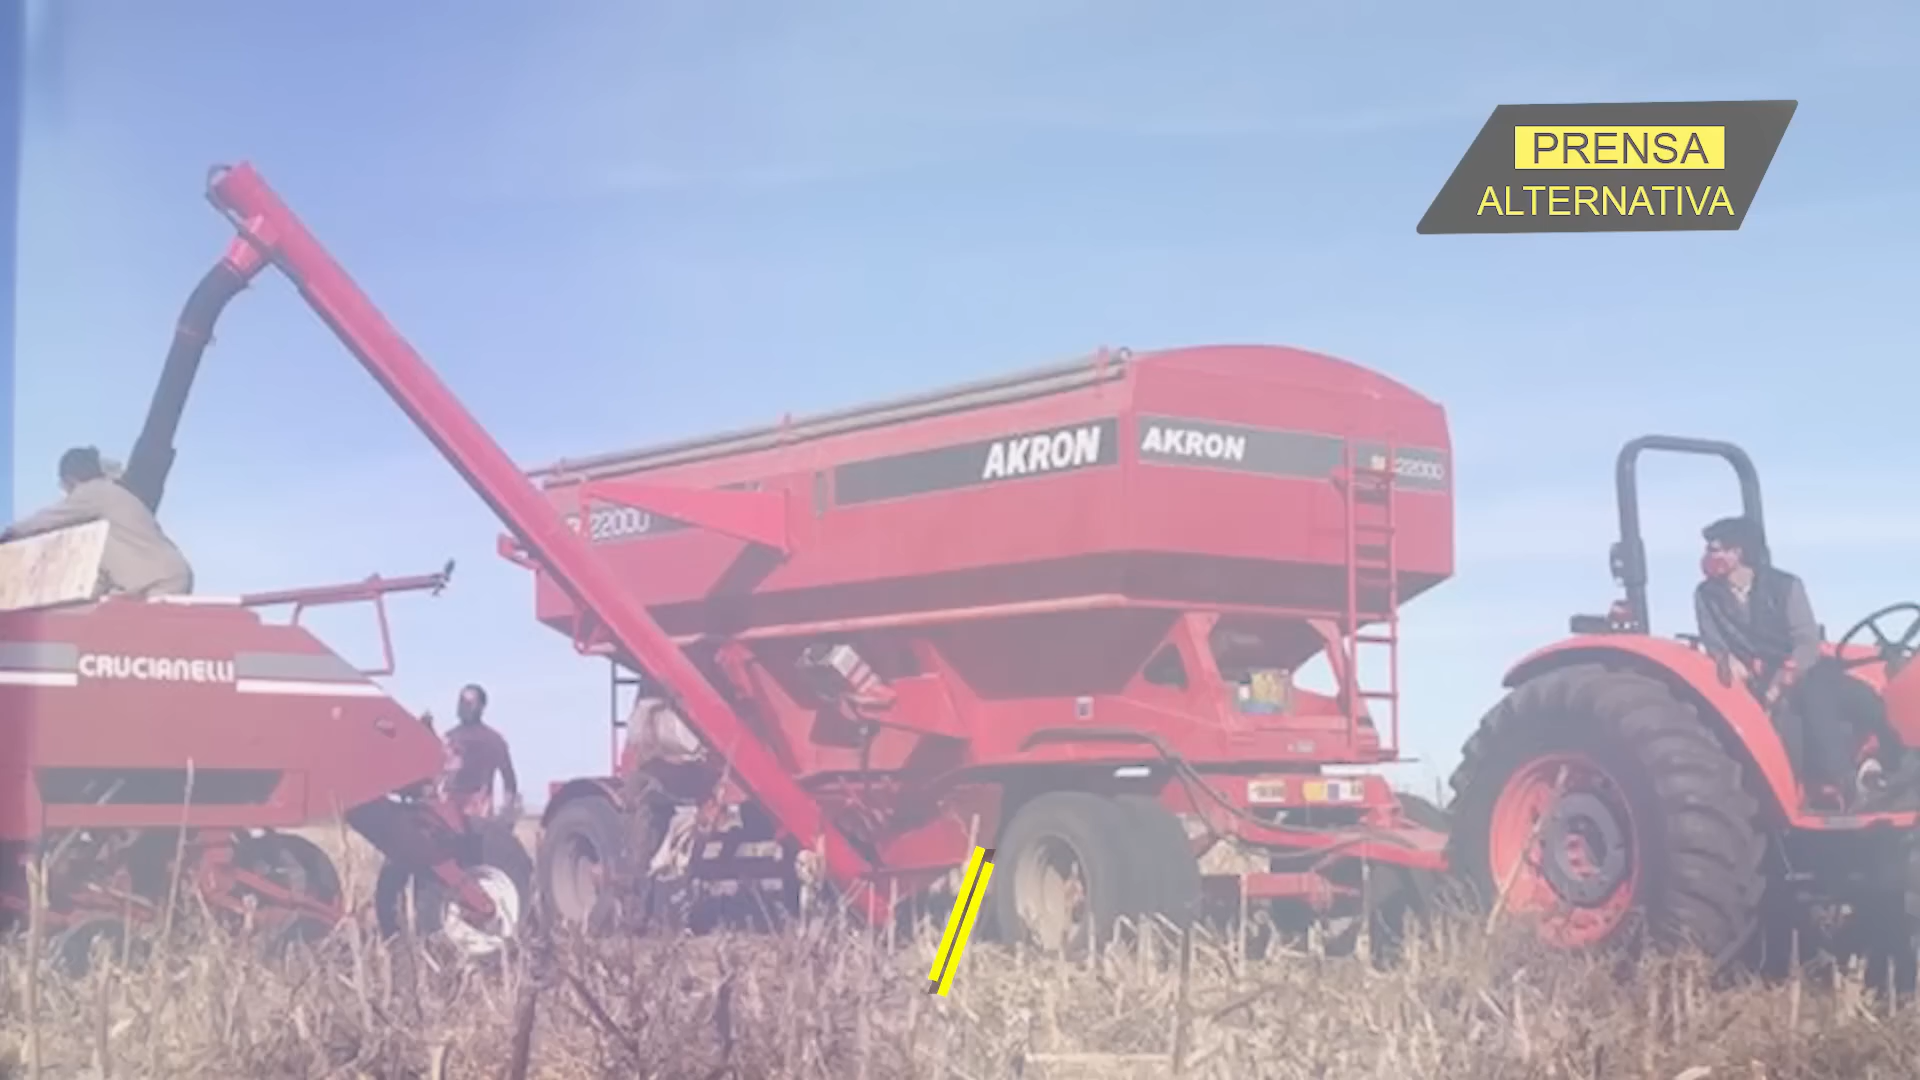 PRENSA
ALTERNATIVA
AKRON
AKRON
22000
22000
CRUCIANELLI